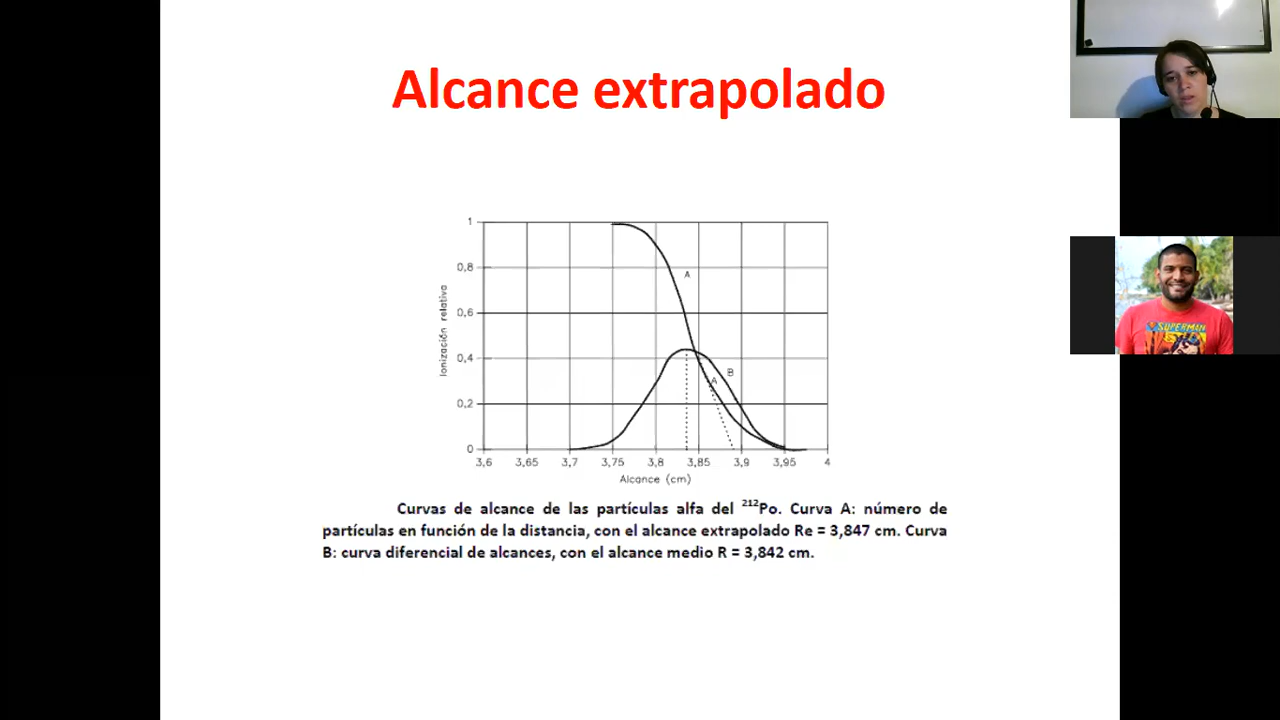 Alcance extrapolado
1
0,8
0,6
0,4
0,2
0
Ionización relativa
A
B
A
3,6 3,65 3,7 3,75 3,8 3,85 3,9 3,95 4
Alcance (cm)
Curvas de alcance de las partículas alfa del 212Po. Curva A: número de
partículas en función de la distancia, con el alcance extrapolado Re = 3,847 cm. Curva
B: curva diferencial de alcances, con el alcance medio R = 3,842 cm.
SUPERMAN